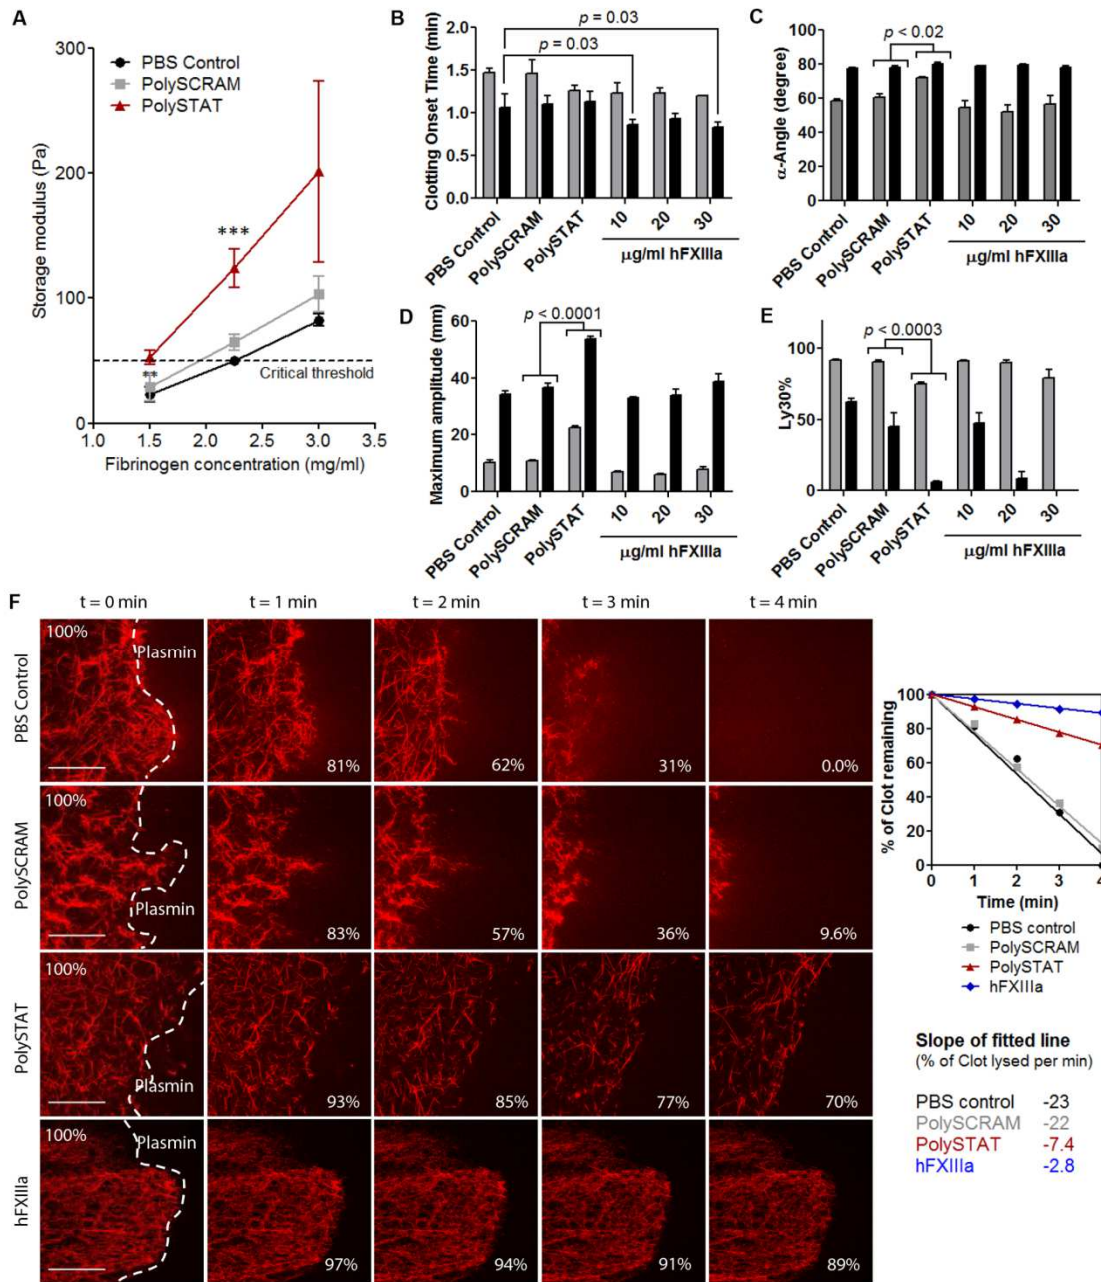 A
300
200
100
0
Storage modulus (Pa)
PBS Control
PolySCRAM
PolySTAT
***
**
Critical threshold
1.0 1.5 2.0 2.5 3.0 3.5
Fibrinogen concentration (mg/ml)
B
p = 0.03
p = 0.03
Clotting Onset Time (min)
2.0
1.5
1.0
0.5
0.0
PBS Control
PolySCRAM
PolySTAT
10
20
30
μg/ml hFXIIIa
C
p < 0.02
α-Angle (degree)
100
80
60
40
20
0
PBS Control
PolySCRAM
PolySTAT
10
20
30
μg/ml hFXIIIa
D
p < 0.0001
Maximum amplitude (mm)
60
40
20
0
PBS Control
PolySCRAM
PolySTAT
10
20
30
μg/ml hFXIIIa
E
p < 0.0003
Ly30%
100
50
0
PBS Control
PolySCRAM
PolySTAT
10
20
30
μg/ml hFXIIIa
F
t = 0 min t = 1 min t = 2 min t = 3 min t = 4 min
PBS Control
100%
Plasmin
81% 62% 31% 0.0%
PolySCRAM
100%
Plasmin
83% 57% 36% 9.6%
PolySTAT
100%
Plasmin
93% 85% 77% 70%
hFXIIIa
100%
Plasmin
97% 94% 91% 89%
% of Clot remaining
100
80
60
40
20
0
0 1 2 3 4
Time (min)
PBS control
PolySCRAM
PolySTAT
hFXIIIa
Slope of fitted line
(% of Clot lysed per min)
PBS control -23
PolySCRAM -22
PolySTAT -7.4
hFXIIIa -2.8